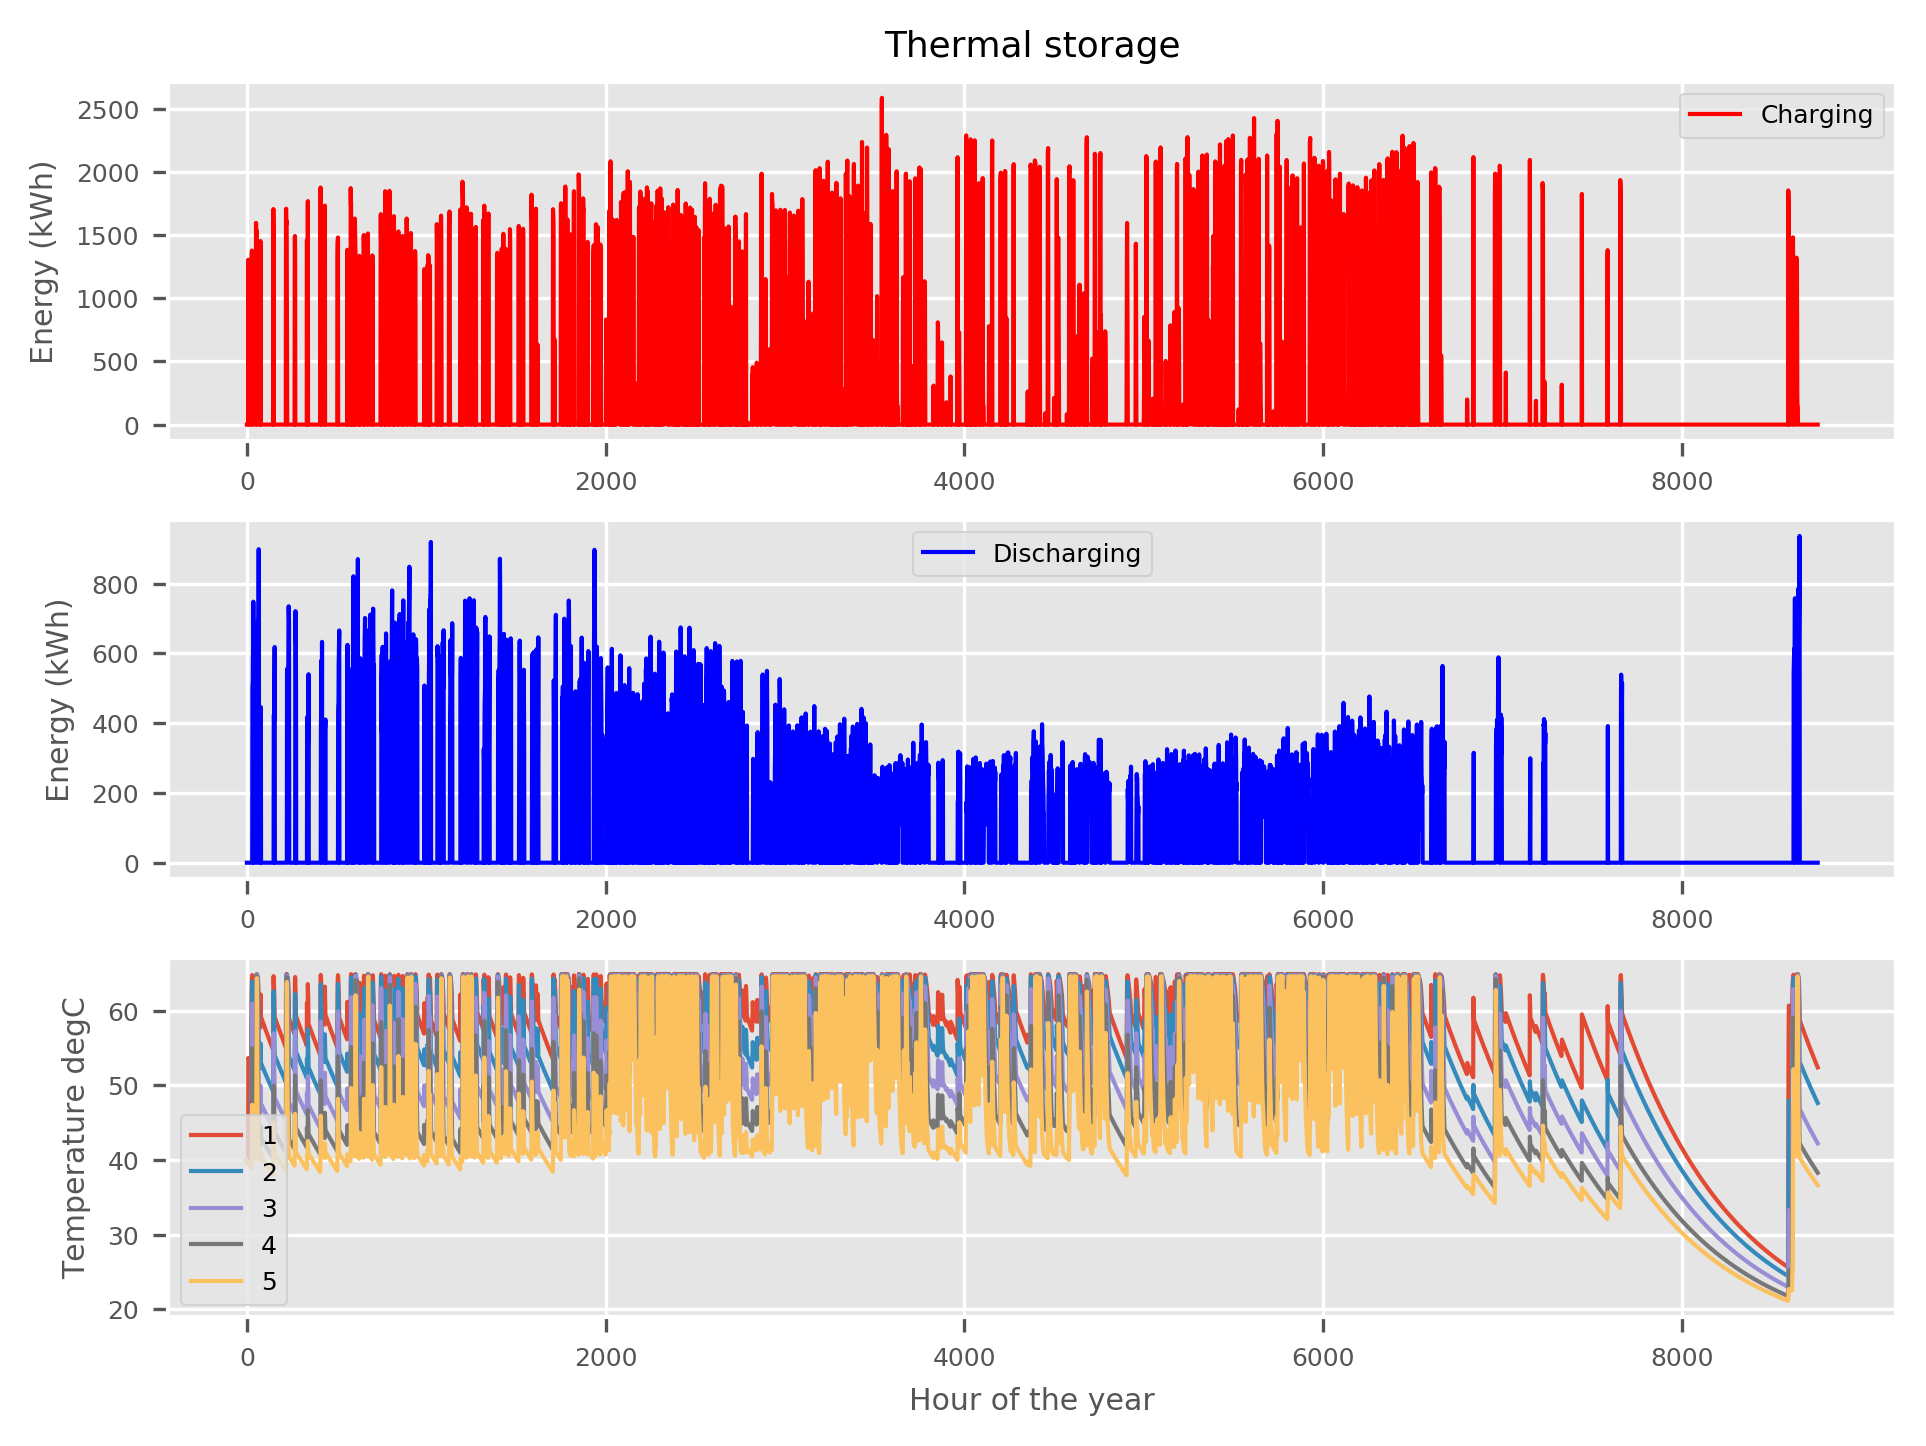 Thermal storage
Energy (kWh)
2500
2000
1500
1000
500
0
Charging
0 2000 4000 6000 8000
Energy (kWh)
800
600
400
200
0
Discharging
0 2000 4000 6000 8000
Temperature degC
60
50
40
30
20
1
2
3
4
5
0 2000 4000 6000 8000
Hour of the year